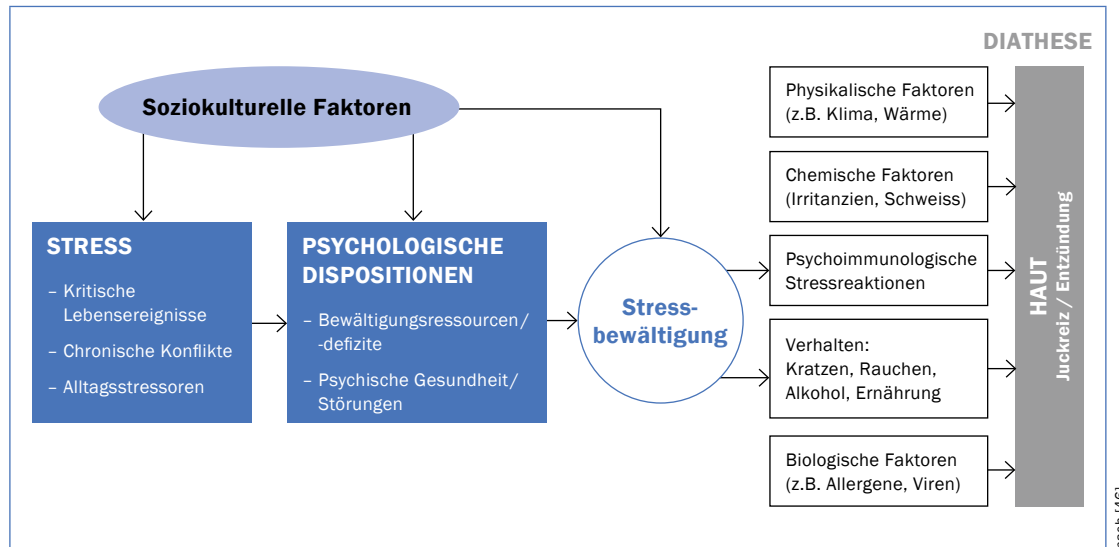 DIATHESE
Soziokulturelle Faktoren
STRESS
– Kritische
Lebensereignisse
– Chronische Konflikte
– Alltagsstressoren
PSYCHOLOGISCHE
DISPOSITIONEN
– Bewältigungsressourcen/
-defizite
– Psychische Gesundheit/
Störungen
Stress-
bewältigung
Physikalische Faktoren
(z.B. Klima, Wärme)
Chemische Faktoren
(Irritanzien, Schweiss)
Psychoimmunologische
Stressreaktionen
Verhalten:
Kratzen, Rauchen,
Alkohol, Ernährung
Biologische Faktoren
(z.B. Allergene, Viren)
HAUT
Juckreiz / Entzündung
nach [46]